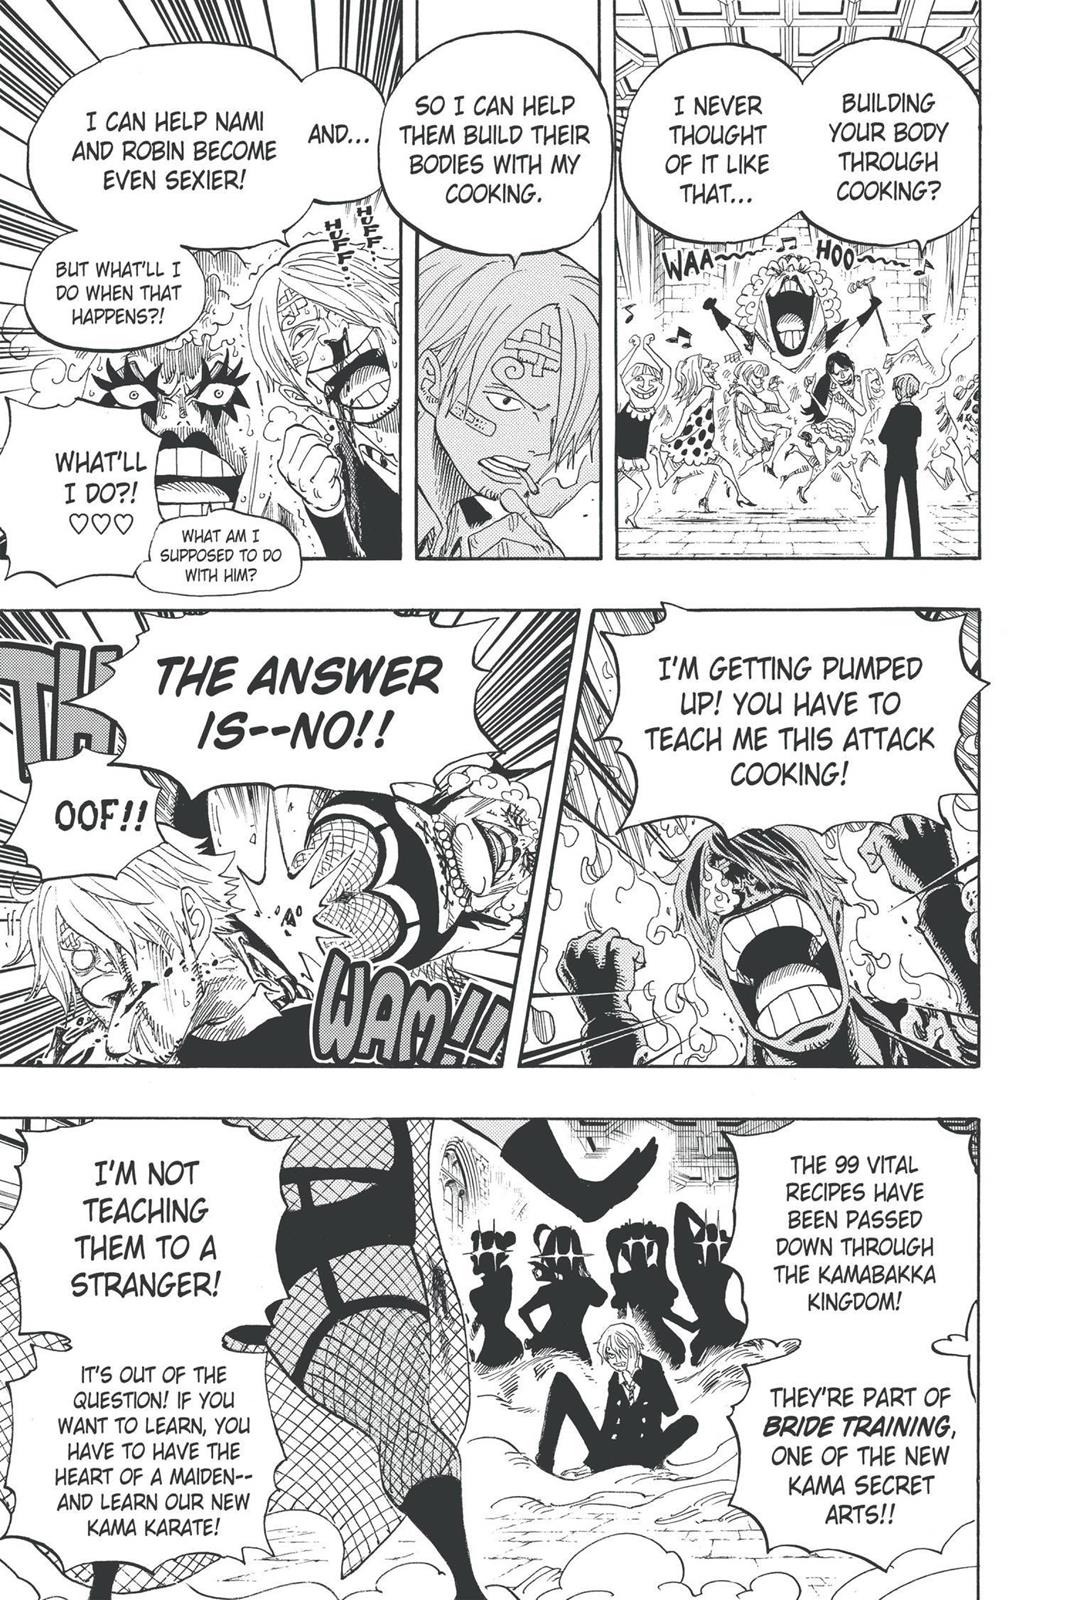 BUILDING
YOUR BODY
THROUGH
COOKING?
I NEVER
THOUGHT
OF IT LIKE
THAT...
WAA~
HOO~
SO I CAN HELP
THEM BUILD THEIR
BODIES WITH MY
COOKING.
AND...
I CAN HELP NAMI
AND ROBIN BECOME
EVEN SEXIER!
HUFF...
HUFF...
BUT WHAT'LL I
DO WHEN THAT
HAPPENS?!
WHAT'LL
I DO?!
♡♡♡
WHAT AM I
SUPPOSED TO DO
WITH HIM?
I'M GETTING PUMPED
UP! YOU HAVE TO
TEACH ME THIS ATTACK
COOKING!
THE ANSWER
IS--NO!!
OOF!!
WAM!!
THE 99 VITAL
RECIPES HAVE
BEEN PASSED
DOWN THROUGH
THE KAMABAKKA
KINGDOM!
THEY'RE PART OF
BRIDE TRAINING,
ONE OF THE NEW
KAMA SECRET
ARTS!!
I'M NOT
TEACHING
THEM TO A
STRANGER!
IT'S OUT OF THE
QUESTION! IF YOU
WANT TO LEARN, YOU
HAVE TO HAVE THE
HEART OF A MAIDEN--
AND LEARN OUR NEW
KAMA KARATE!